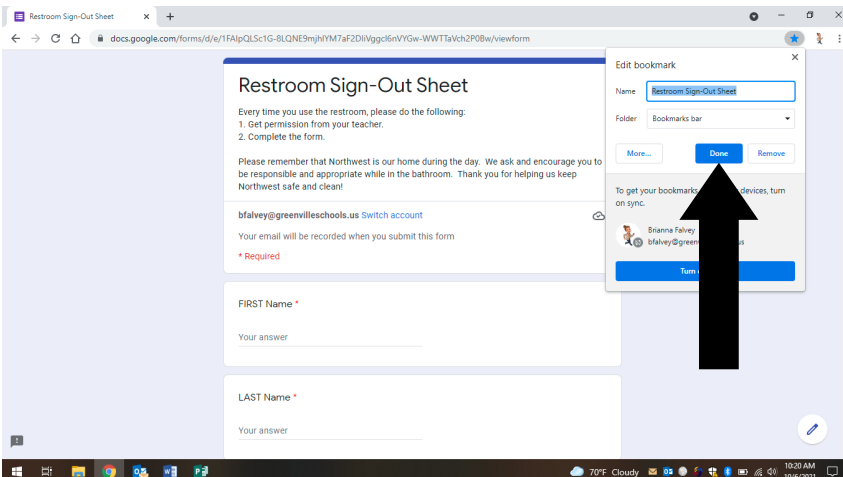 Restroom Sign-Out Sheet
docs.google.com/forms/d/e/1FAIpQLSc1G-8LQNE9mjhlYM7aF2DIiVggcl6nVYGw-WWTTaVch2P0Bw/viewform
Restroom Sign-Out Sheet
Every time you use the restroom, please do the following:
1. Get permission from your teacher.
2. Complete the form.
Please remember that Northwest is our home during the day. We ask and encourage you to
be responsible and appropriate while in the bathroom. Thank you for helping us keep
Northwest safe and clean!
bfalvey@greenvilleschools.us Switch account
Your email will be recorded when you submit this form
* Required
FIRST Name *
Your answer
LAST Name *
Your answer
Edit bookmark
Name Restroom Sign-Out Sheet
Folder Bookmarks bar
More... Done Remove
To get your bookmarks devices, turn
on sync.
Brianna Falvey
Turn
70°F Cloudy
10:20 AM
10/6/2021